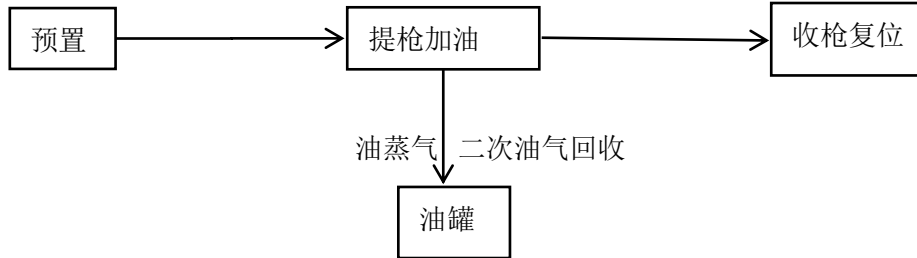 预置
提枪加油
收枪复位
油蒸气
二次油气回收
油罐